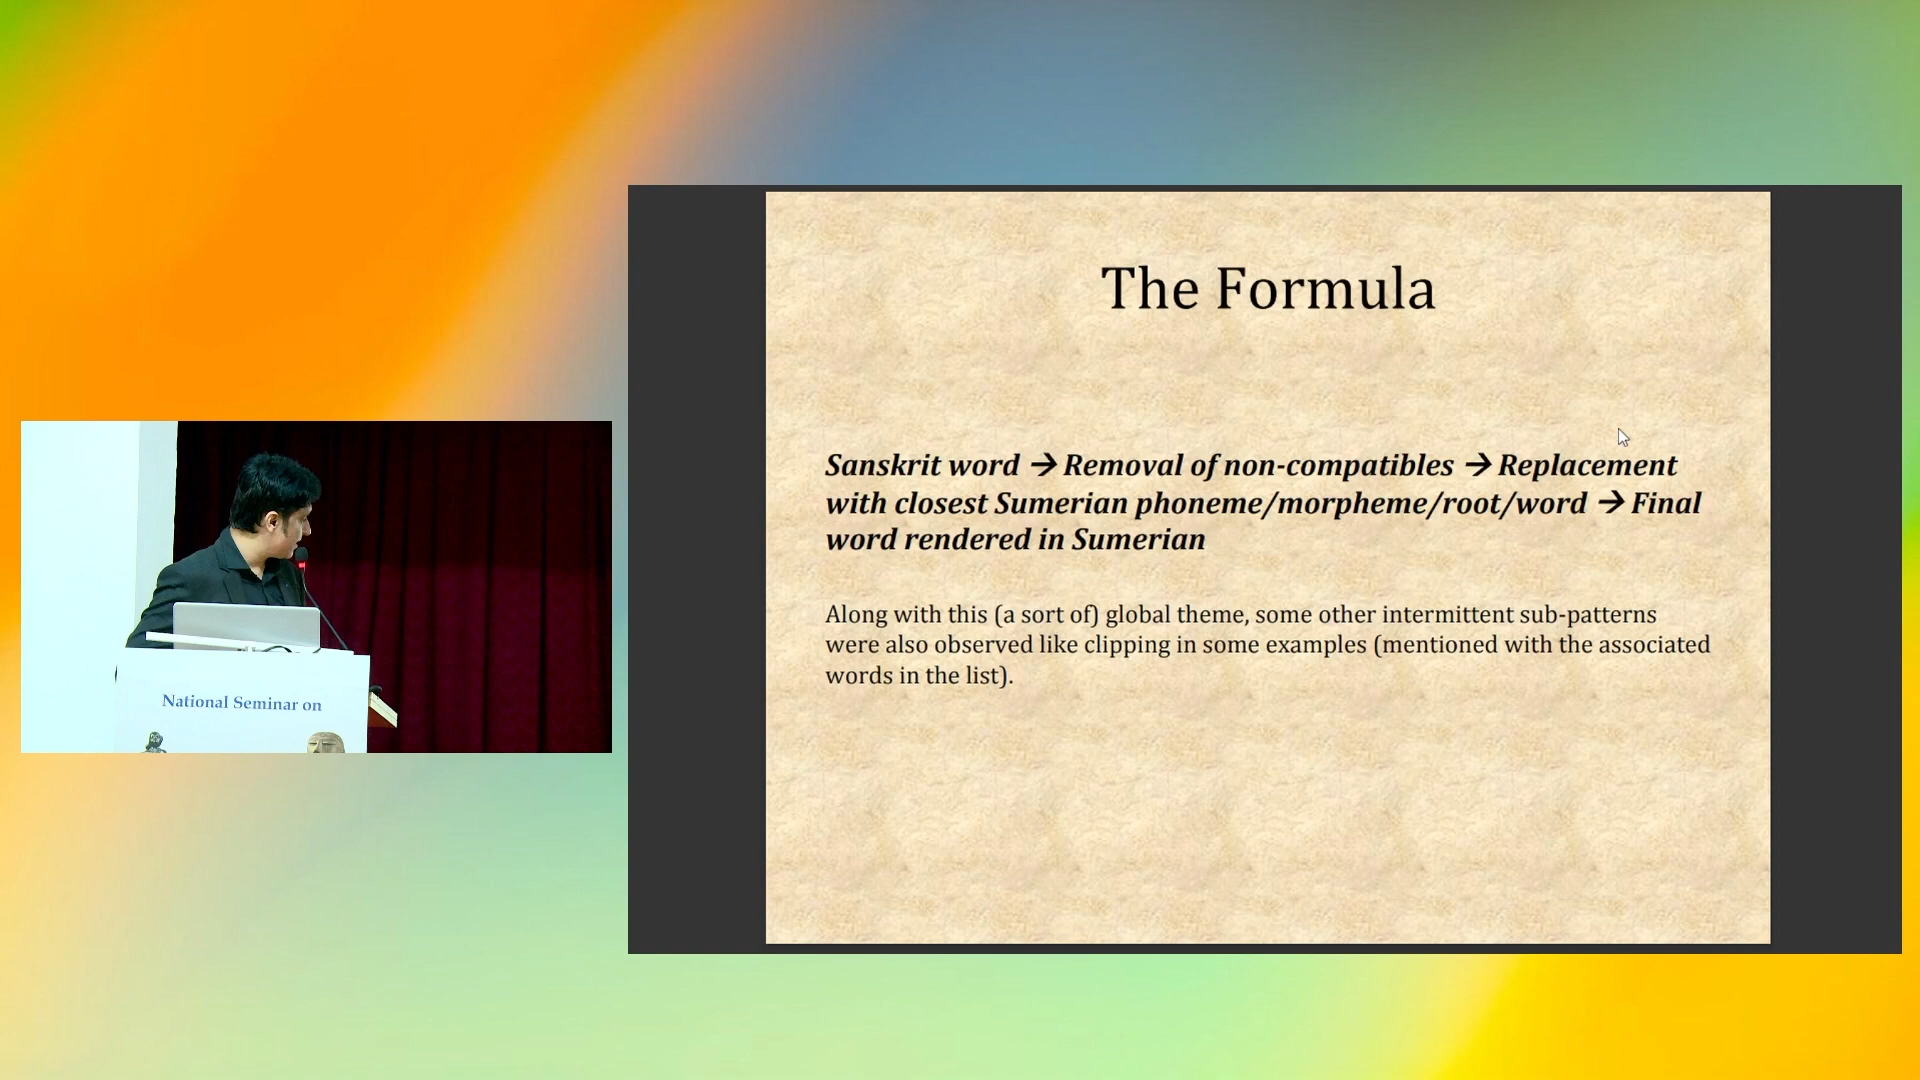 The Formula
Sanskrit word → Removal of non-compatibles → Replacement
with closest Sumerian phoneme/morpheme/root/word → Final
word rendered in Sumerian
Along with this (a sort of) global theme, some other intermittent sub-patterns
were also observed like clipping in some examples (mentioned with the associated
words in the list).
National Seminar on